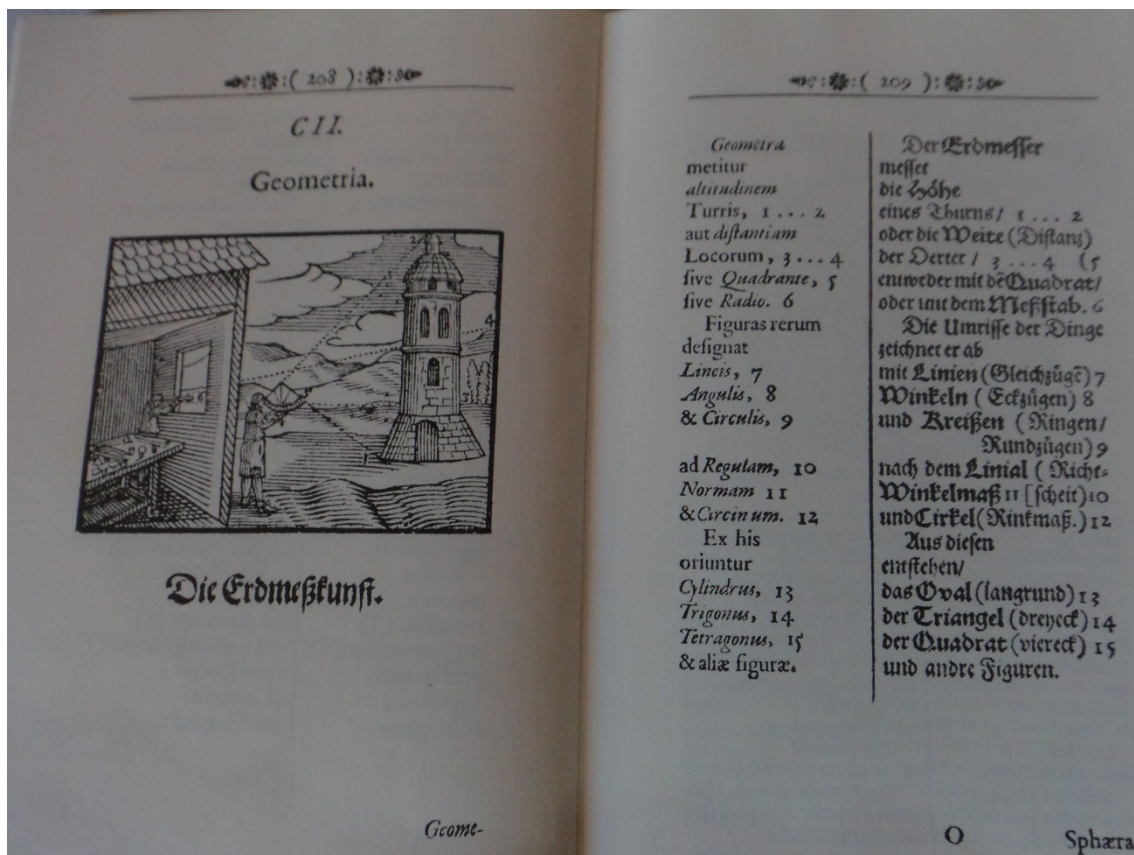 ( 208 )
CII.
Geometria.
Die Erdmeßkunst.
Geome-
( 209 )
Geometra
metitur
altitudinem
Turris, 1 ... 2
aut distantiam
Locorum, 3 ... 4
sive Quadrante, 5
sive Radio. 6
Figuras rerum
designat
Lineis, 7
Angulis, 8
& Circulis, 9
ad Regulam, 10
Normam 11
& Circinum. 12
Ex his
oriuntur
Cylindrus, 13
Trigonus, 14
Tetragonus, 15
& aliæ figuræ.
Der Erdmesser
messet
die Höhe
eines Thurns/ 1 ... 2
oder die Weite (Distanz)
der Oerter / 3 ... 4 (5
entweder mit dẽ Quadrat/
oder mit dem Meßstab. 6
Die Umrisse der Dinge
zeichnet er ab
mit Linien (Gleichzügẽ) 7
Winkeln ( Eckzügen) 8
und Kreißen ( Ringen/
Rundzügen) 9
nach dem Linial ( Richt-
Winkelmaß 11 [scheit) 10
und Cirkel (Rinkmaß.) 12
Aus diesen
entstehen/
das Oval (langrund) 13
der Triangel (dreyeck) 14
der Quadrat (viereck) 15
und andre Figuren.
O
Sphæra